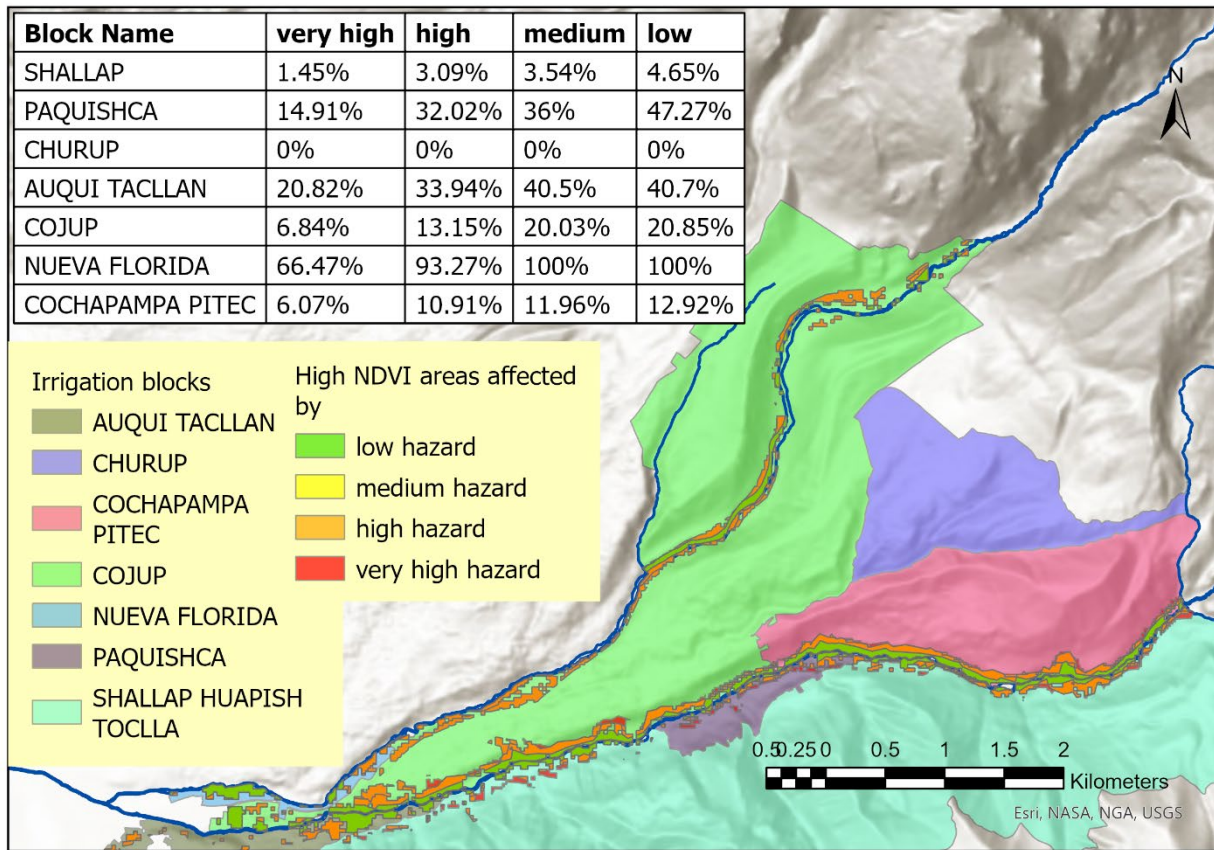 Block Name very high high medium low
SHALLAP 1.45% 3.09% 3.54% 4.65%
PAQUISHCA 14.91% 32.02% 36% 47.27%
CHURUP 0% 0% 0% 0%
AUQUI TACLLAN 20.82% 33.94% 40.5% 40.7%
COJUP 6.84% 13.15% 20.03% 20.85%
NUEVA FLORIDA 66.47% 93.27% 100% 100%
COCHAPAMPA PITEC 6.07% 10.91% 11.96% 12.92%
N
Irrigation blocks
AUQUI TACLLAN
CHURUP
COCHAPAMPA
PITEC
COJUP
NUEVA FLORIDA
PAQUISHCA
SHALLAP HUAPISH
TOCLLA
High NDVI areas affected
by
low hazard
medium hazard
high hazard
very high hazard
0.5 0.25 0 0.5 1 1.5 2
Kilometers
Esri, NASA, NGA, USGS